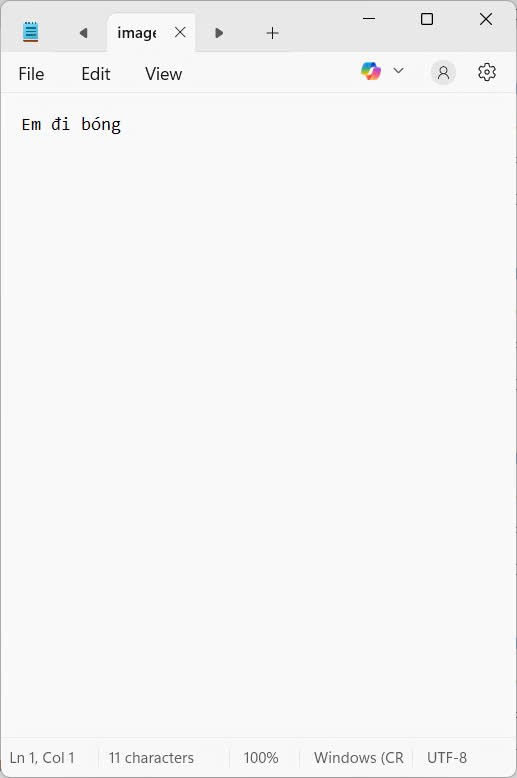 image
File Edit View
Em đi bóng
Ln 1, Col 1 11 characters 100% Windows (CR UTF-8